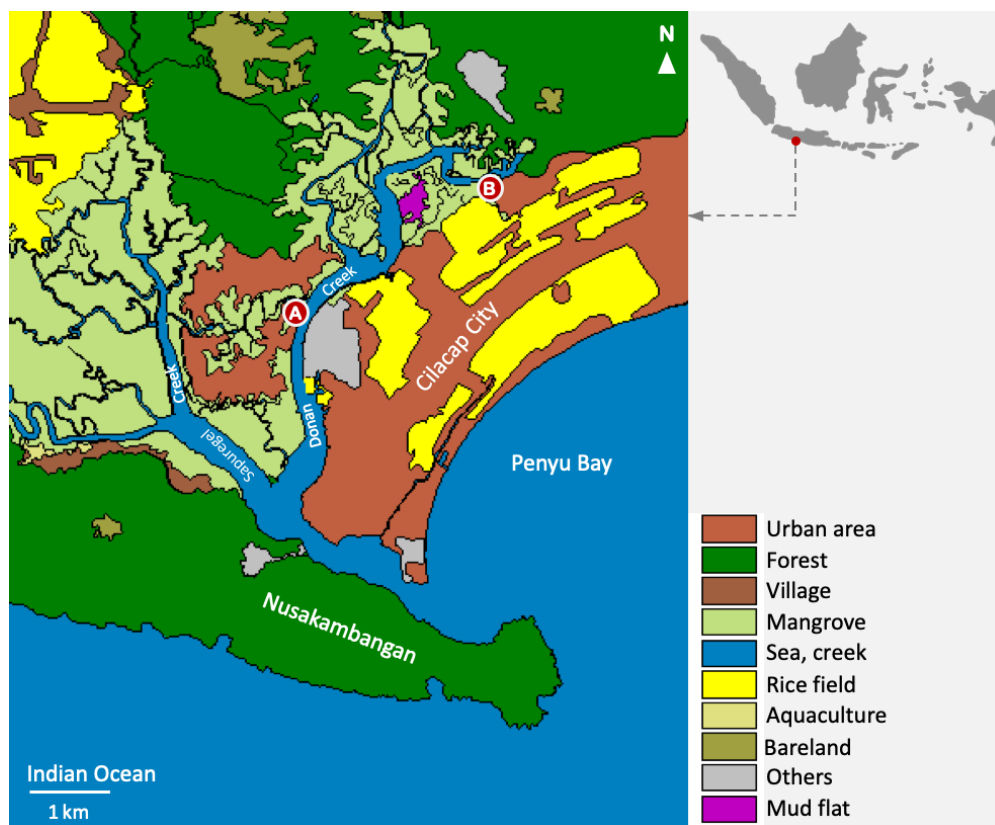 N
B
Creek
A
Cilacap City
Creek
Donan
Sapuregel
Penyu Bay
Nusakambangan
Indian Ocean
1 km
Urban area
Forest
Village
Mangrove
Sea, creek
Rice field
Aquaculture
Bareland
Others
Mud flat